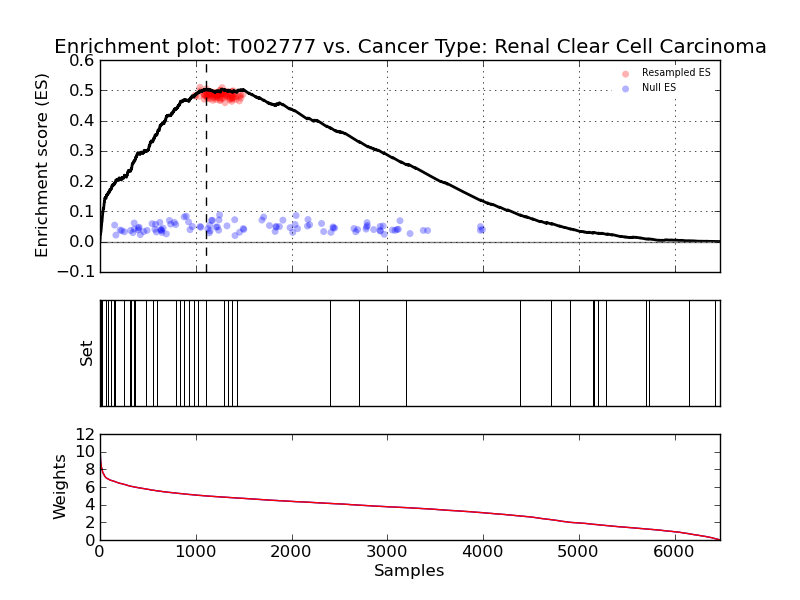 Enrichment plot: T002777 vs. Cancer Type: Renal Clear Cell Carcinoma
0.6
0.5
0.4
0.3
0.2
0.1
0.0
−0.1
Enrichment score (ES)
Resampled ES
Null ES
Set
12
10
8
6
4
2
0
Weights
0 1000 2000 3000 4000 5000 6000
Samples